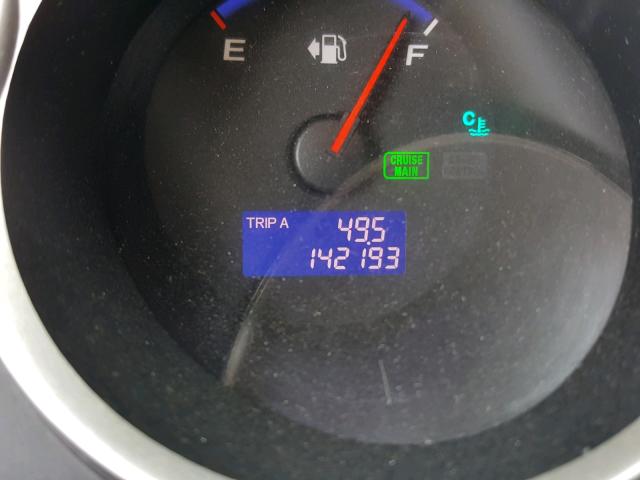 E F
C
CRUISE
MAIN
TRIP A 49.5
142193